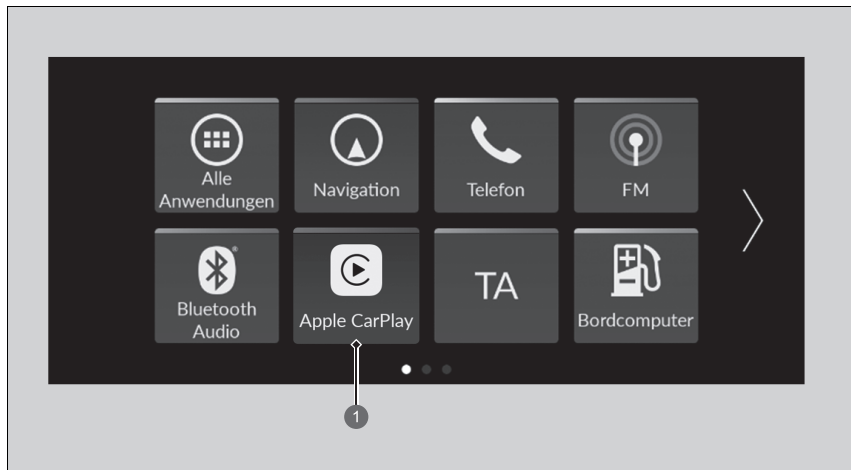 Alle
Anwendungen
Navigation
Telefon
FM
Bluetooth
Audio
Apple CarPlay
TA
Bordcomputer
1